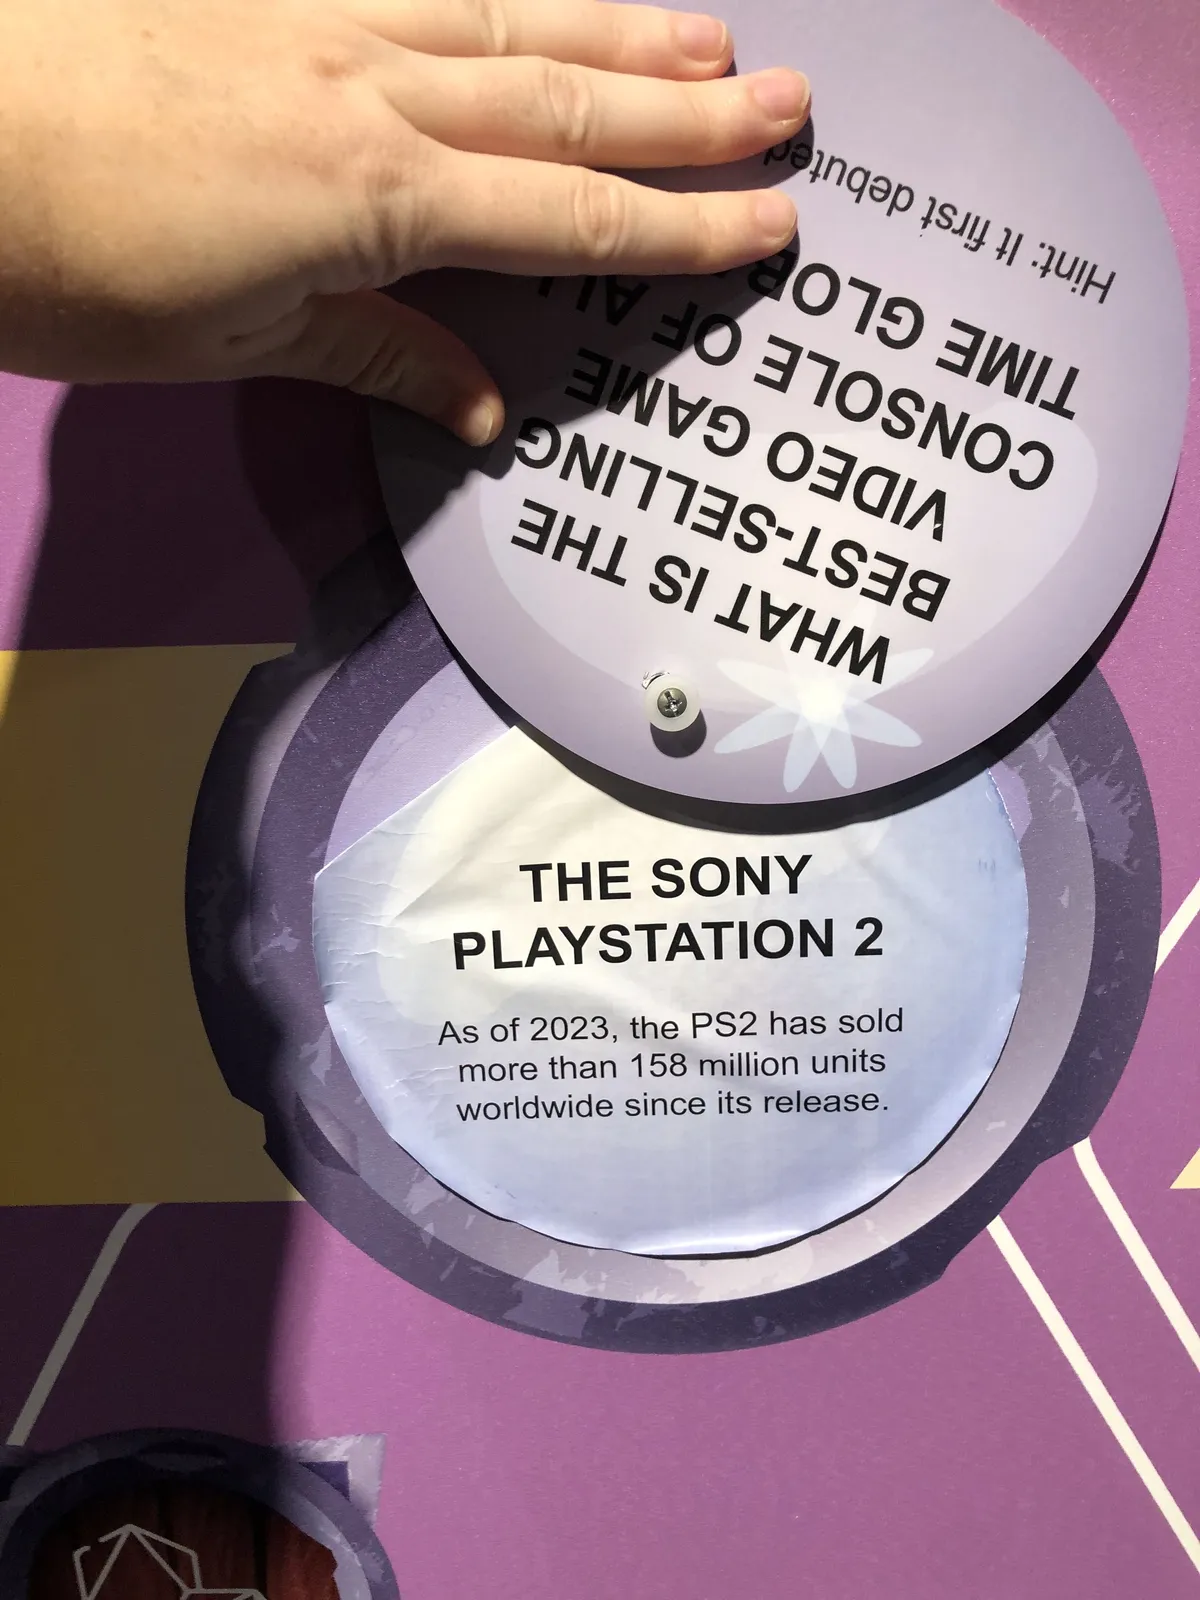 WHAT IS THE
BEST-SELLING
VIDEO GAME
CONSOLE OF ALL
TIME
Hint: It first debuted
THE SONY
PLAYSTATION 2
As of 2023, the PS2 has sold
more than 158 million units
worldwide since its release.